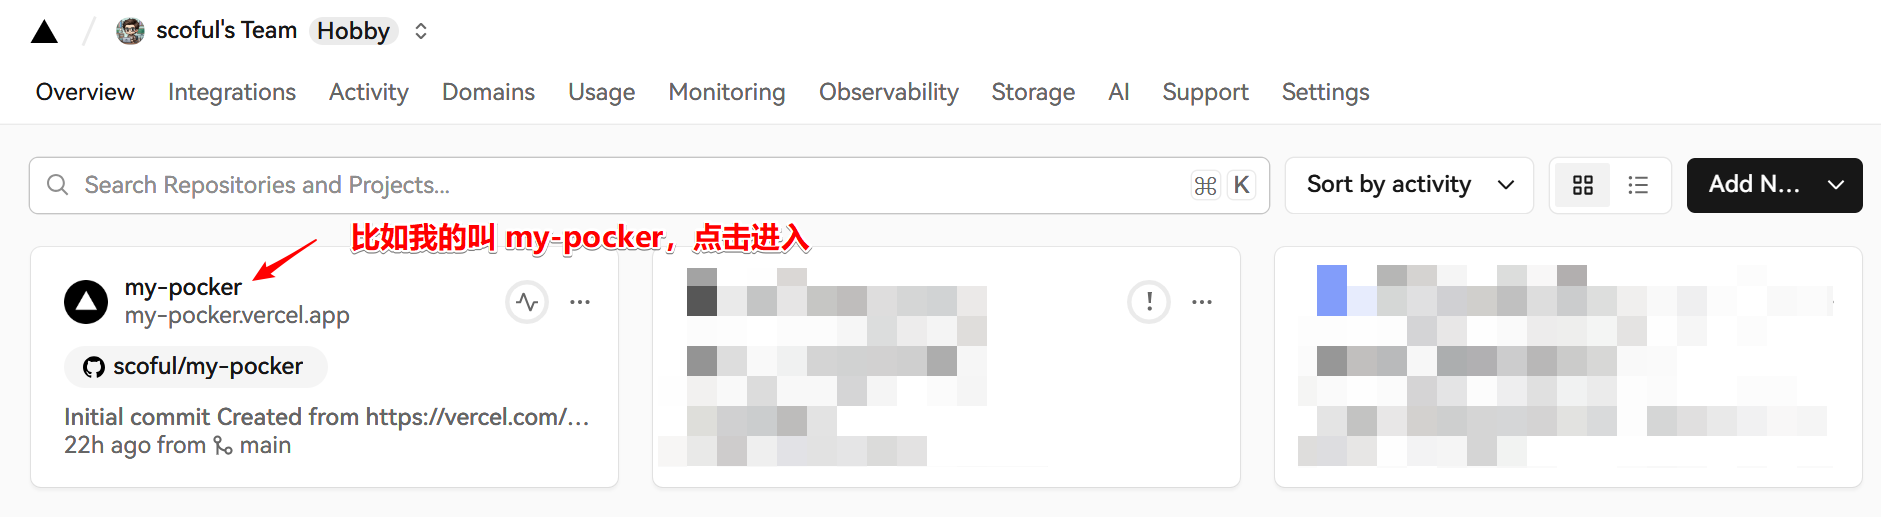 scoful's Team Hobby
Overview Integrations Activity Domains Usage Monitoring Observability Storage AI Support Settings
Search Repositories and Projects... ⌘ K Sort by activity Add N...
比如我的叫 my-pocker，点击进入
my-pocker
my-pocker.vercel.app
scoful/my-pocker
Initial commit Created from https://vercel.com/...
22h ago from main